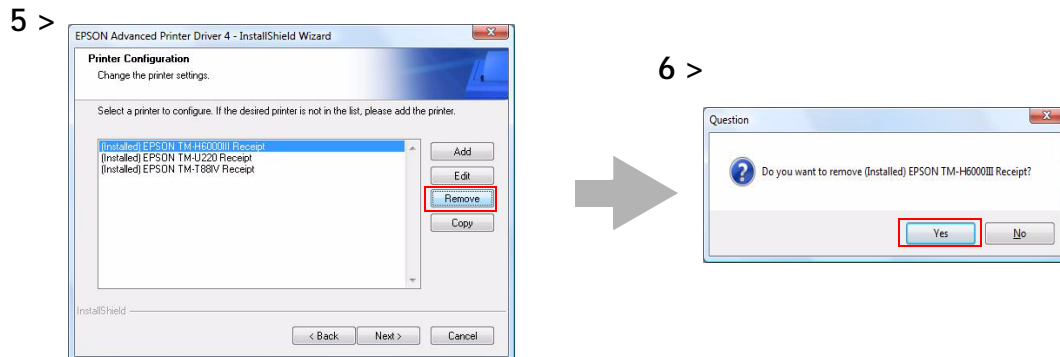 5 >
EPSON Advanced Printer Driver 4 - InstallShield Wizard
Printer Configuration
Change the printer settings.
Select a printer to configure. If the desired printer is not in the list, please add the printer.
(Installed) EPSON TM-H6000III Receipt
(Installed) EPSON TM-U220 Receipt
(Installed) EPSON TM-T88IV Receipt
Add
Edit
Remove
Copy
InstallShield
< Back
Next >
Cancel
6 >
Question
Do you want to remove (Installed) EPSON TM-H6000III Receipt?
Yes
No